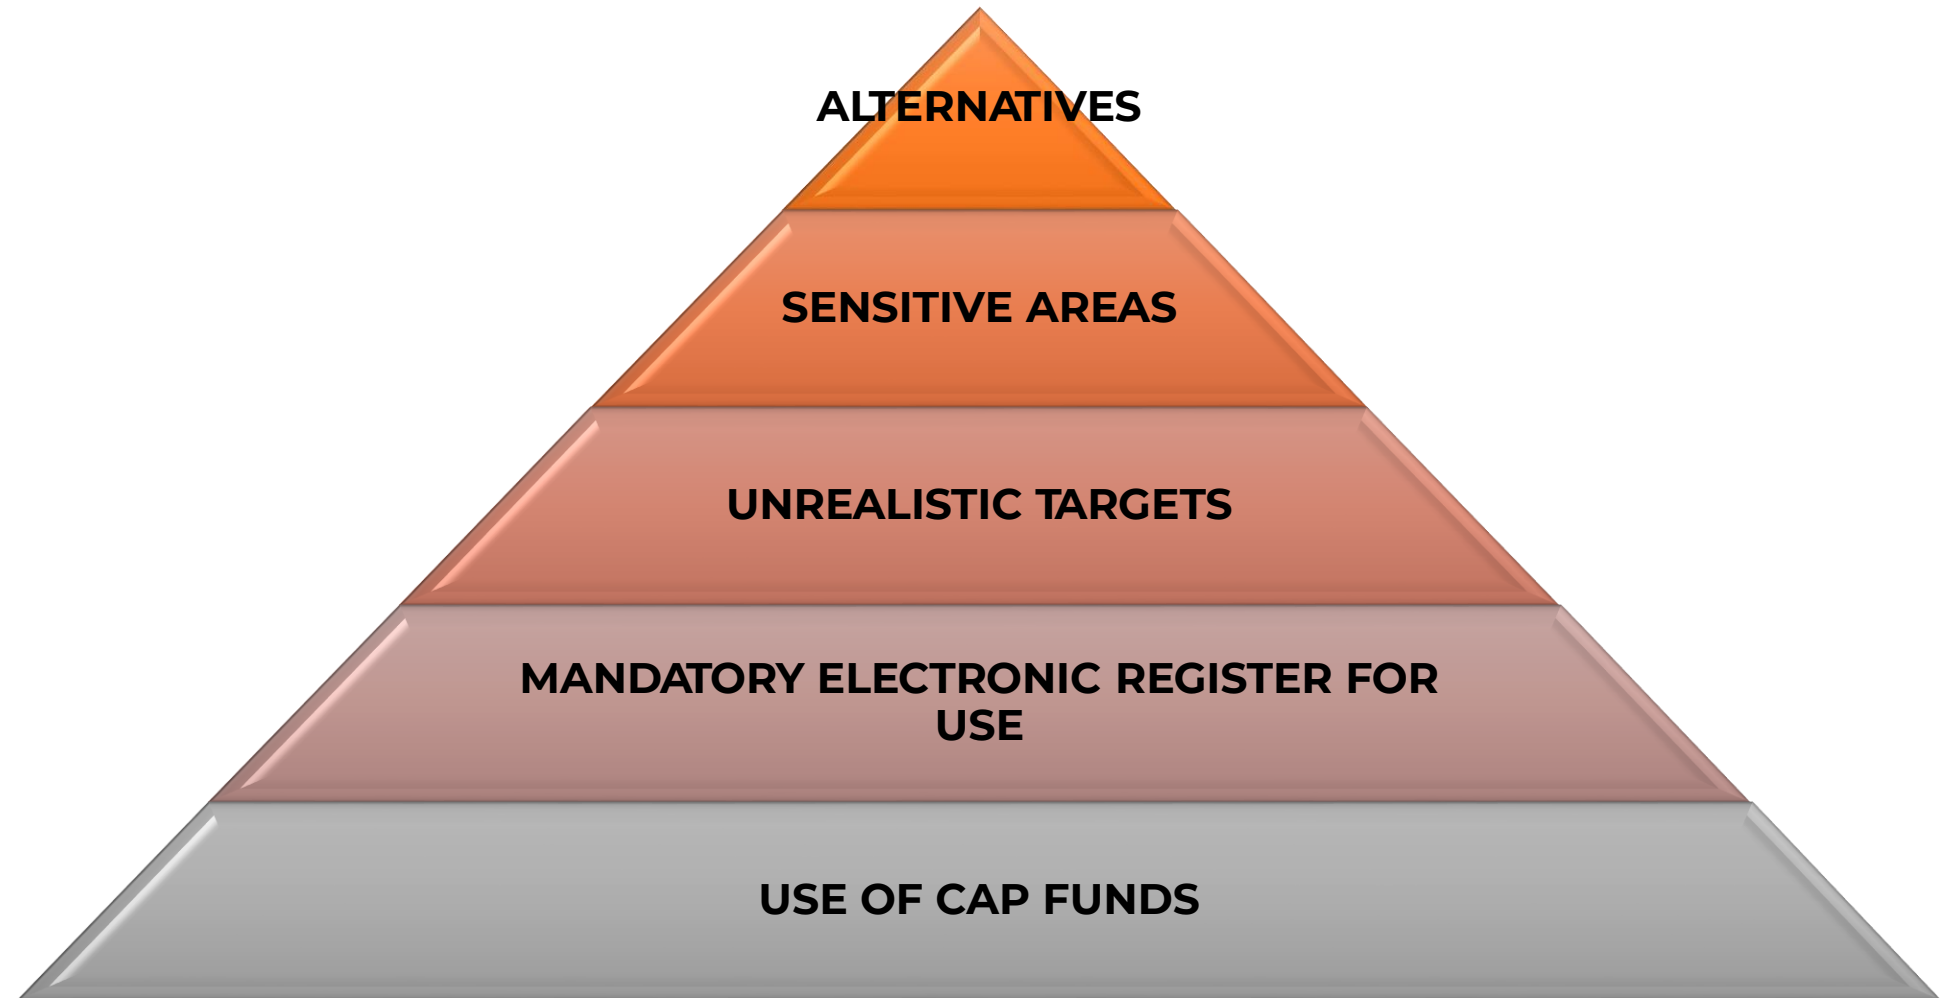 ALTERNATIVES
SENSITIVE AREAS
UNREALISTIC TARGETS
MANDATORY ELECTRONIC REGISTER FOR
USE
USE OF CAP FUNDS